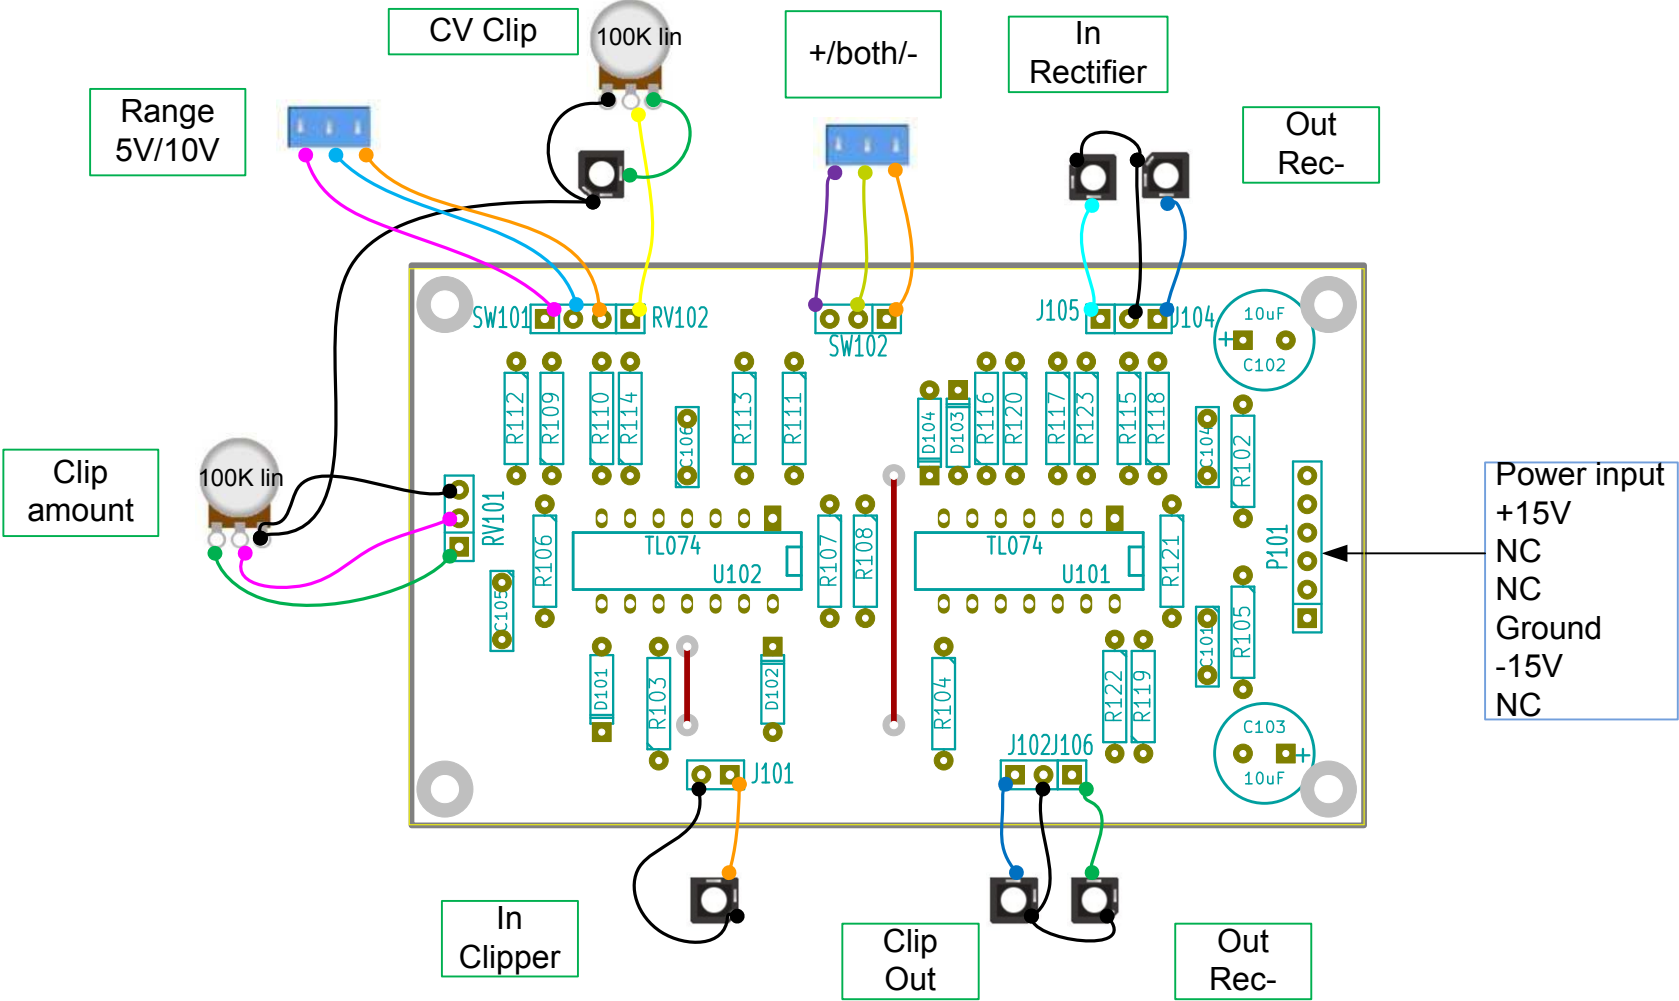 CV Clip
100K lin
+/both/-
In
Rectifier
Range
5V/10V
Out
Rec-
SW101
RV102
SW102
J105
J104
10uF
+
C102
R112
R109
R110
R114
C106
R113
R111
D104
D103
R116
R120
R117
R123
R115
R118
C104
R102
Clip
amount
100K lin
RV101
R106
TL074
U102
R107
R108
TL074
U101
R121
P101
Power input
+15V
NC
NC
Ground
-15V
NC
C105
D101
R103
D102
R104
R122
R119
C101
R105
C103
+
10uF
J101
J102
J106
In
Clipper
Clip
Out
Out
Rec-